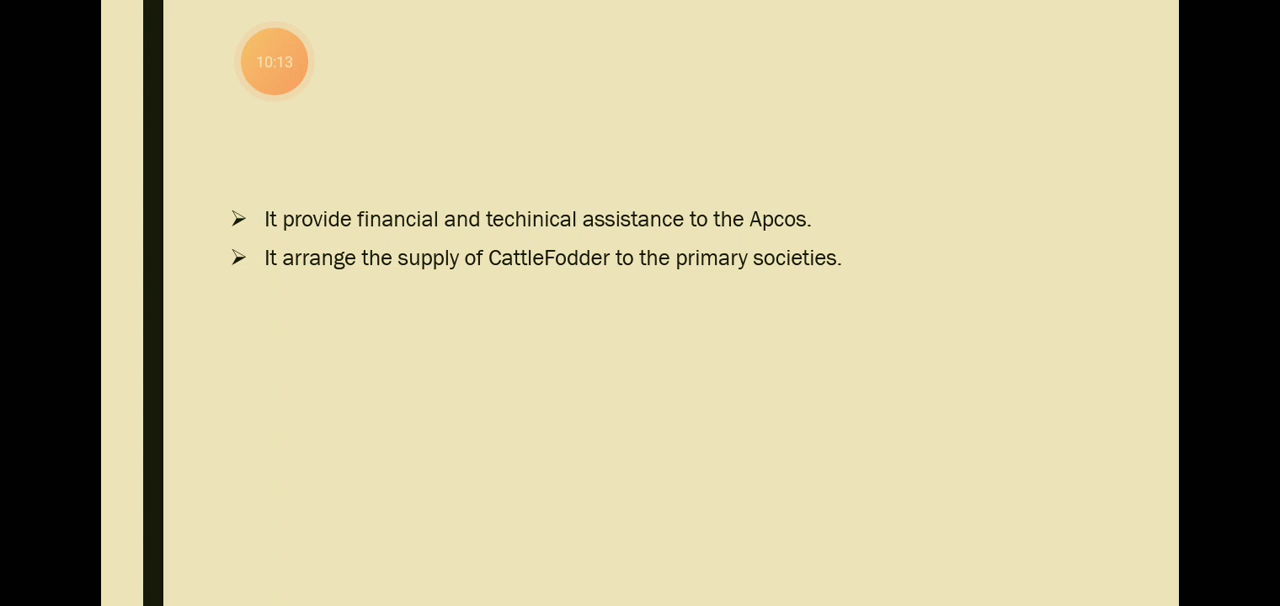 10:13
➢ It provide financial and techinical assistance to the Apcos.
➢ It arrange the supply of CattleFodder to the primary societies.